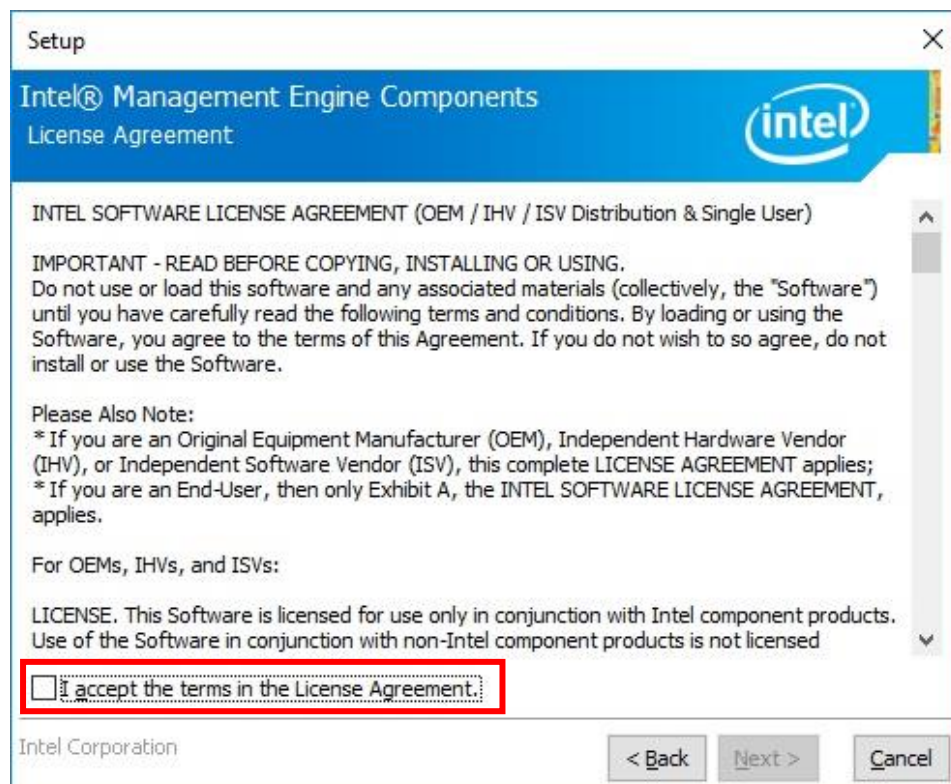 Setup
Intel® Management Engine Components
License Agreement
intel
INTEL SOFTWARE LICENSE AGREEMENT (OEM / IHV / ISV Distribution & Single User)
IMPORTANT - READ BEFORE COPYING, INSTALLING OR USING.
Do not use or load this software and any associated materials (collectively, the "Software")
until you have carefully read the following terms and conditions. By loading or using the
Software, you agree to the terms of this Agreement. If you do not wish to so agree, do not
install or use the Software.
Please Also Note:
* If you are an Original Equipment Manufacturer (OEM), Independent Hardware Vendor
(IHV), or Independent Software Vendor (ISV), this complete LICENSE AGREEMENT applies;
* If you are an End-User, then only Exhibit A, the INTEL SOFTWARE LICENSE AGREEMENT,
applies.
For OEMs, IHVs, and ISVs:
LICENSE. This Software is licensed for use only in conjunction with Intel component products.
Use of the Software in conjunction with non-Intel component products is not licensed
I accept the terms in the License Agreement.
Intel Corporation
< Back
Next >
Cancel